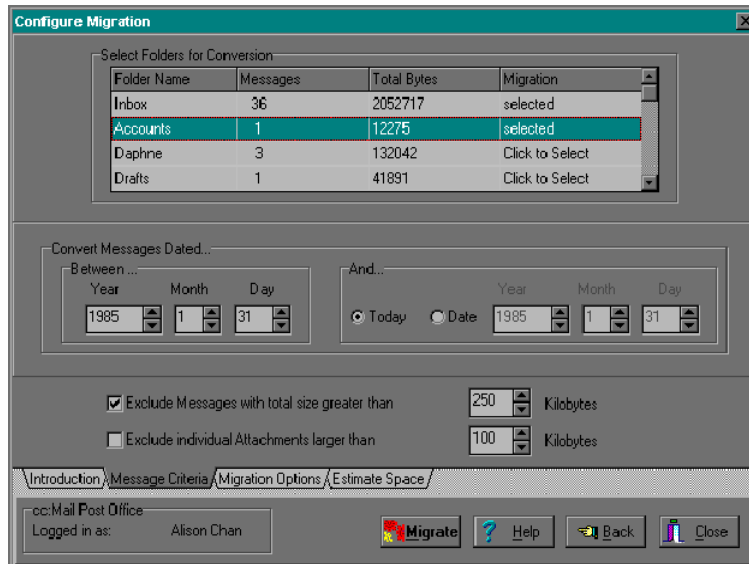 Configure Migration
Select Folders for Conversion
Folder Name Messages Total Bytes Migration
Inbox 36 2052717 selected
Accounts 1 12275 selected
Daphne 3 132042 Click to Select
Drafts 1 41891 Click to Select
Convert Messages Dated...
Between ... And...
Year Month Day Year Month Day
1985 1 31 Today Date 1985 1 31
Exclude Messages with total size greater than 250 Kilobytes
Exclude individual Attachments larger than 100 Kilobytes
Introduction Message Criteria Migration Options Estimate Space
cc:Mail Post Office
Logged in as: Alison Chan Migrate Help Back Close